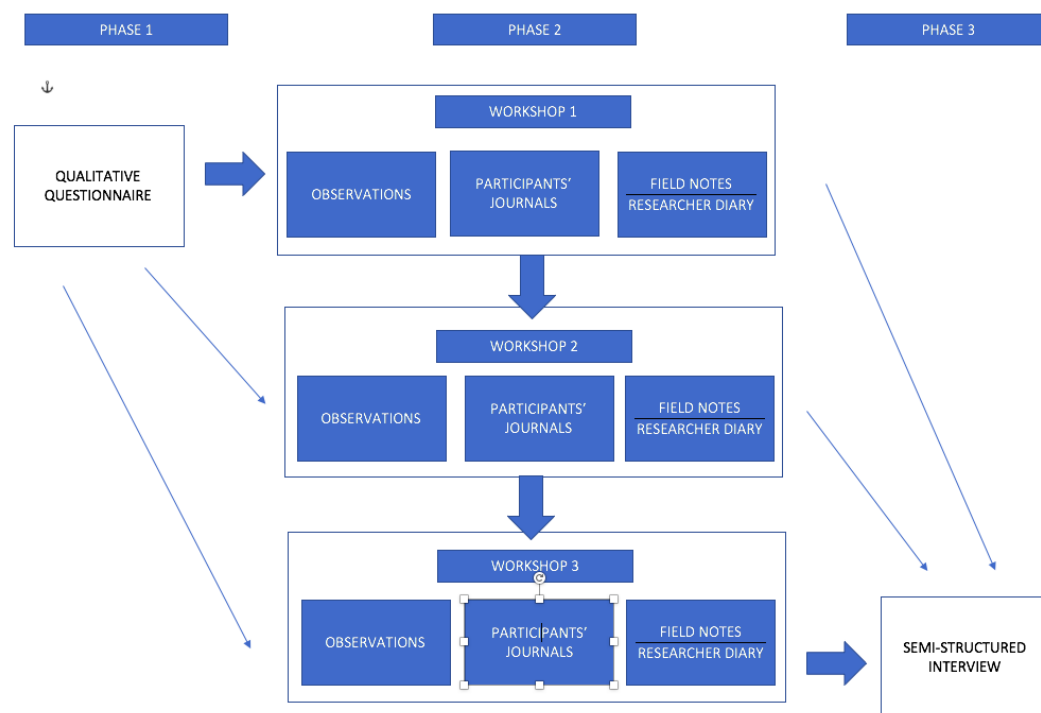 PHASE 1
PHASE 2
PHASE 3
QUALITATIVE
QUESTIONNAIRE
WORKSHOP 1
OBSERVATIONS
PARTICIPANTS'
JOURNALS
FIELD NOTES
RESEARCHER DIARY
WORKSHOP 2
OBSERVATIONS
PARTICIPANTS'
JOURNALS
FIELD NOTES
RESEARCHER DIARY
WORKSHOP 3
OBSERVATIONS
PARTICIPANTS'
JOURNALS
FIELD NOTES
RESEARCHER DIARY
SEMI-STRUCTURED
INTERVIEW